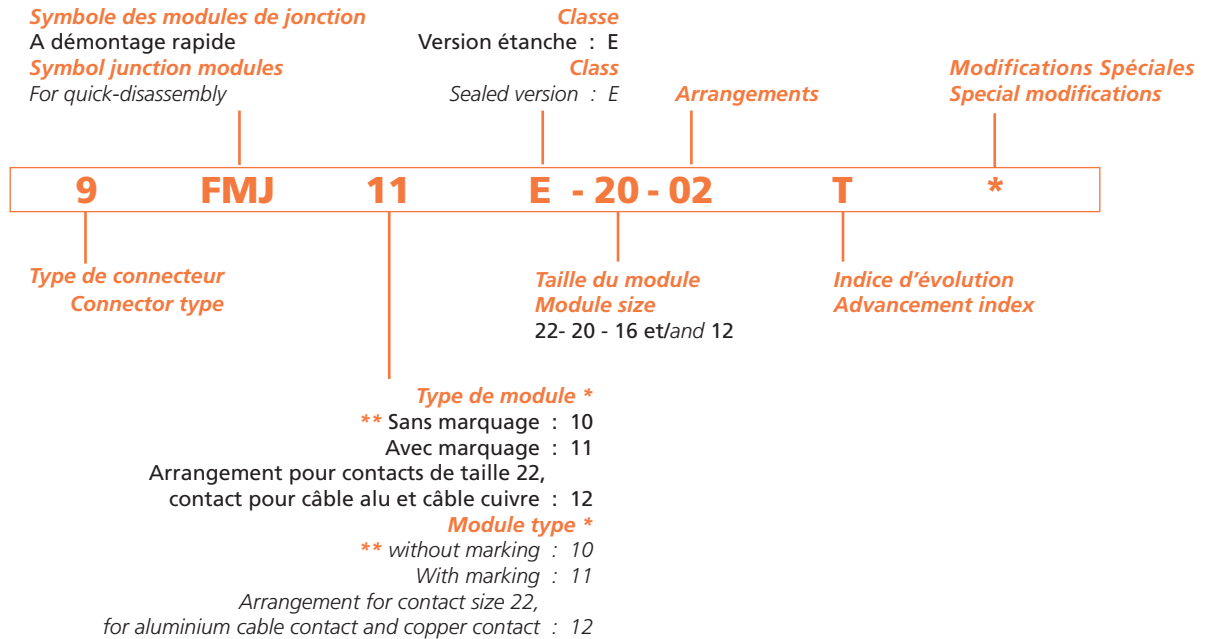 Symbole des modules de jonction
A démontage rapide
Symbol junction modules
For quick-disassembly
Classe
Version étanche : E
Class
Sealed version : E
Arrangements
Modifications Spéciales
Special modifications
9 FMJ 11 E - 20 - 02 T *
Type de connecteur
Connector type
Taille du module
Module size
22- 20 - 16 et/and 12
Indice d'évolution
Advancement index
Type de module *
** Sans marquage : 10
Avec marquage : 11
Arrangement pour contacts de taille 22,
contact pour câble alu et câble cuivre : 12
Module type *
** without marking : 10
With marking : 11
Arrangement for contact size 22,
for aluminium cable contact and copper contact : 12